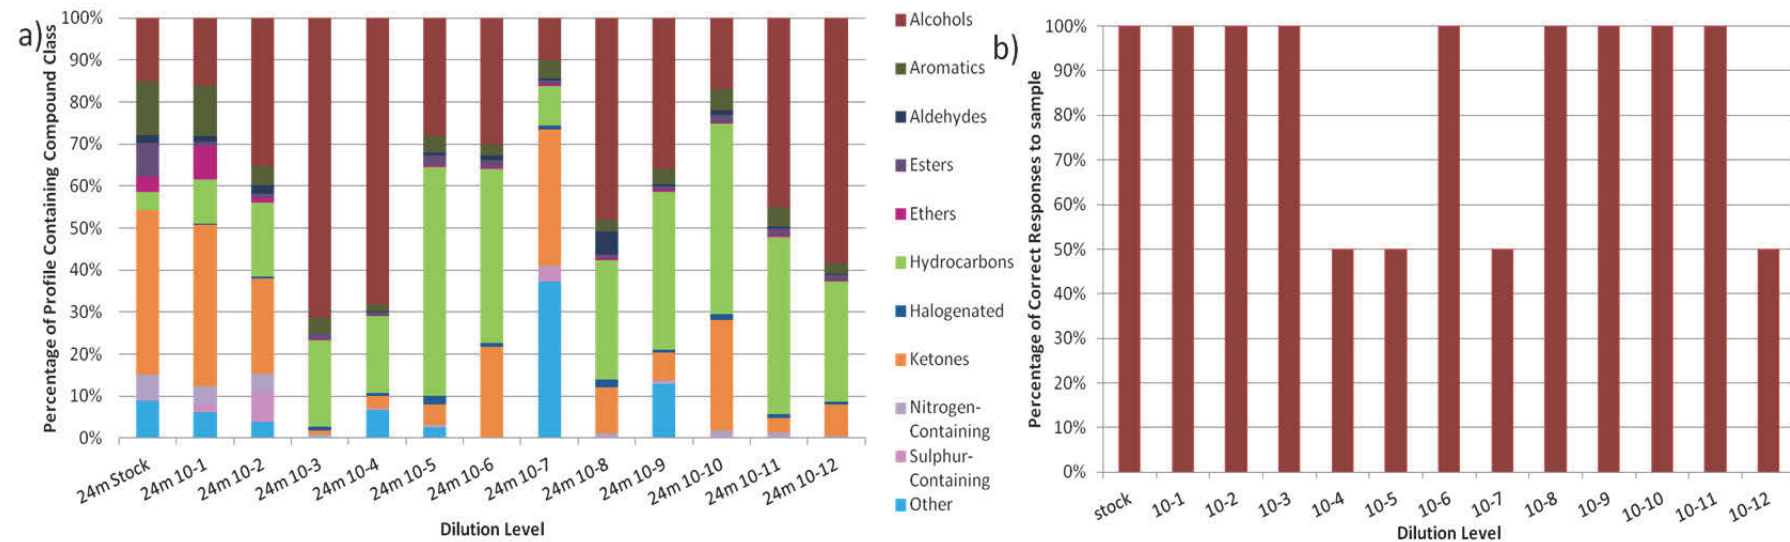 a)
Percentage of Profile Containing Compound Class
100%
90%
80%
70%
60%
50%
40%
30%
20%
10%
0%
24m Stock
24m 10-1
24m 10-2
24m 10-3
24m 10-4
24m 10-5
24m 10-6
24m 10-7
24m 10-8
24m 10-9
24m 10-10
24m 10-11
24m 10-12
Dilution Level
Alcohols
Aromatics
Aldehydes
Esters
Ethers
Hydrocarbons
Halogenated
Ketones
Nitrogen-
Containing
Sulphur-
Containing
Other
b)
Percentage of Correct Responses to sample
100%
90%
80%
70%
60%
50%
40%
30%
20%
10%
0%
stock
10-1
10-2
10-3
10-4
10-5
10-6
10-7
10-8
10-9
10-10
10-11
10-12
Dilution Level